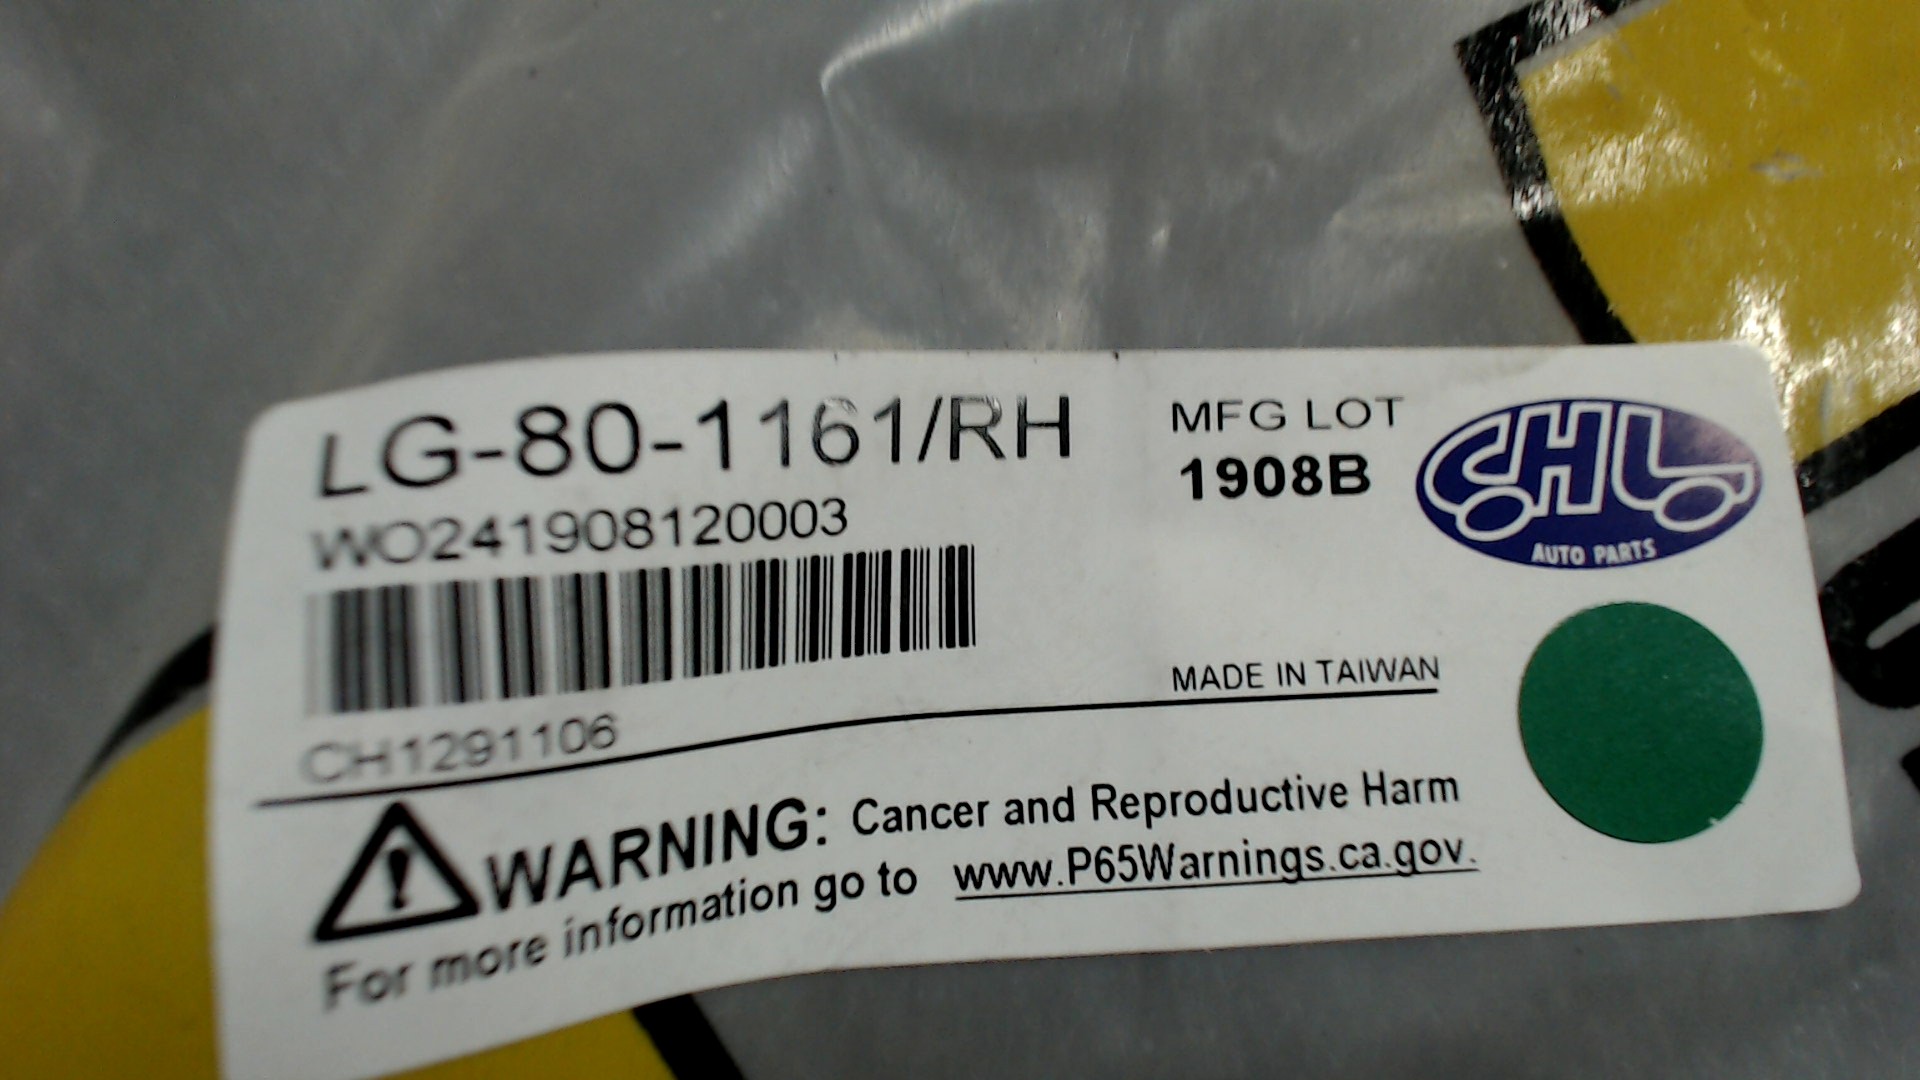 LG-80-1161/RH
WO241908120003
CH1291106
MFG LOT
1908B
CHL
AUTO PARTS
MADE IN TAIWAN
WARNING: Cancer and Reproductive Harm
For more information go to www.P65Warnings.ca.gov.